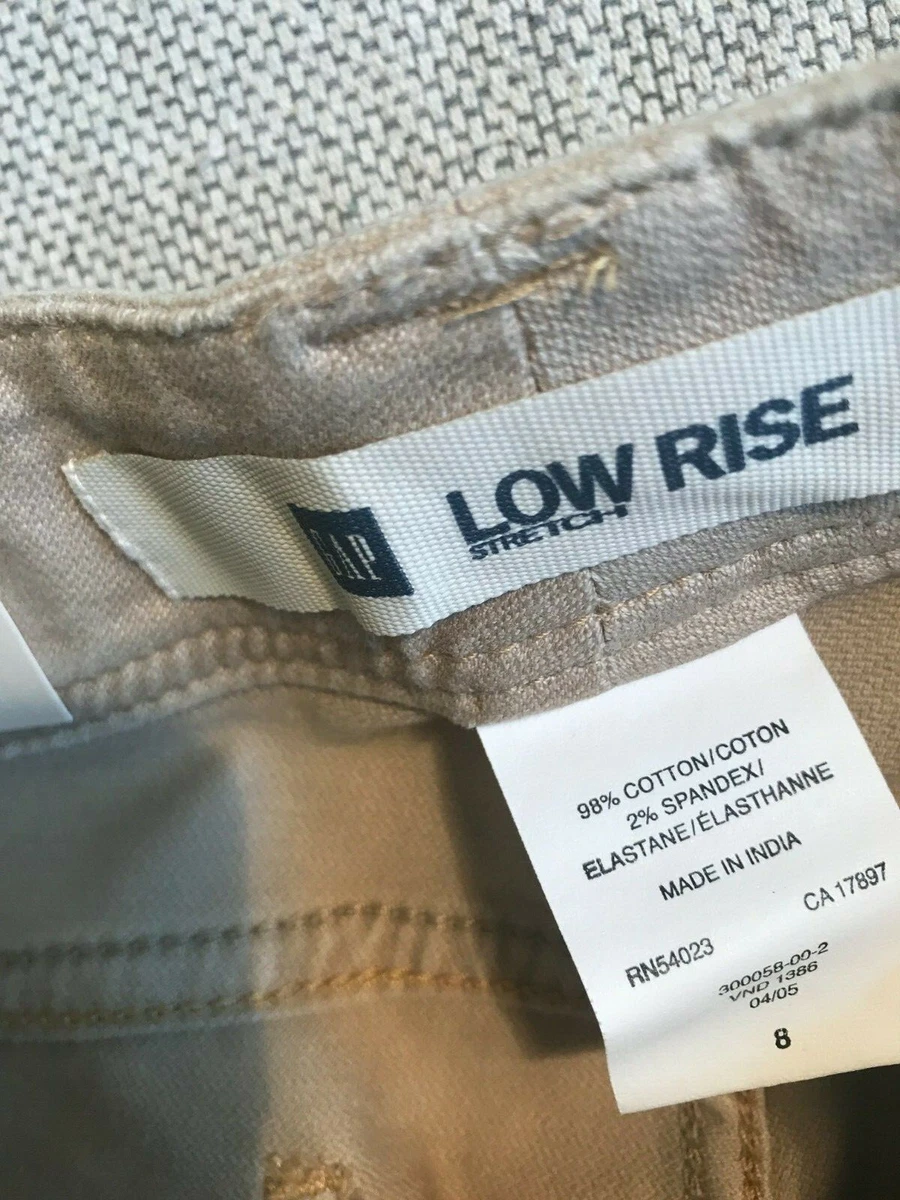 GAP
LOW RISE
STRETCH
98% COTTON/COTON
2% SPANDEX/
ELASTANE/ÉLASTHANNE
MADE IN INDIA
CA 17897
RN54023
300058-00-2
VND 1386
04/05
8